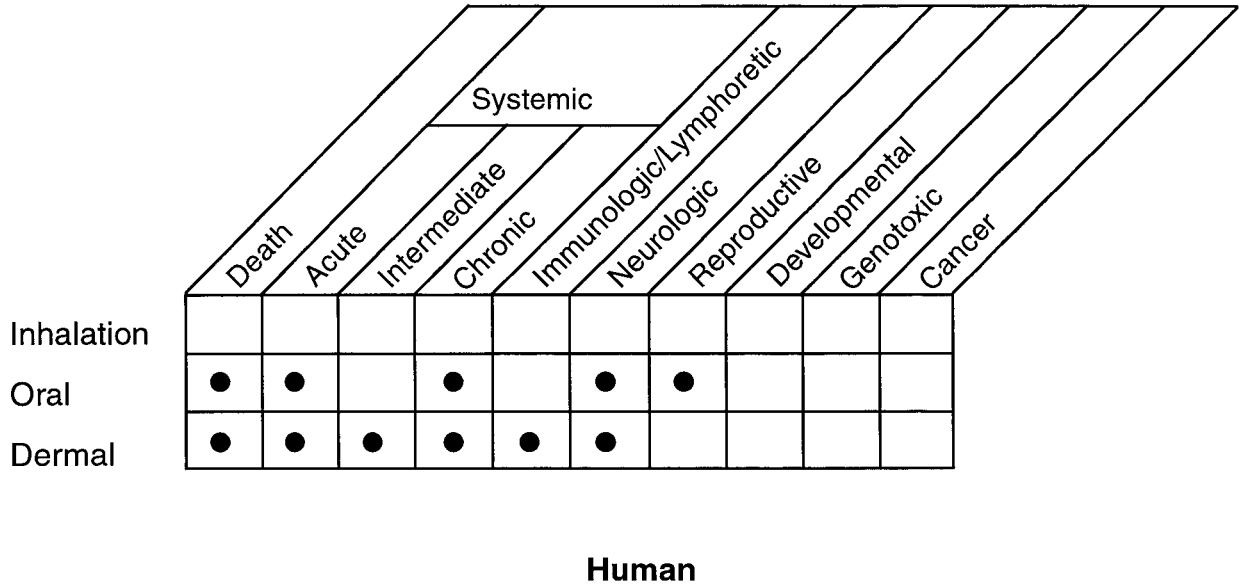 Systemic
Death
Acute
Intermediate
Chronic
Immunologic/Lymphoretic
Neurologic
Reproductive
Developmental
Genotoxic
Cancer
Inhalation
Oral
Dermal
Human